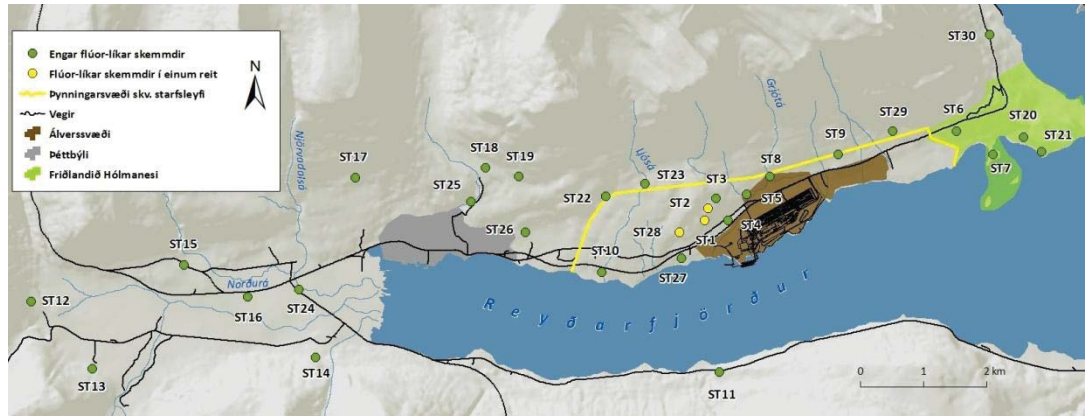 Engar flúor-líkar skemmdir
Flúor-líkar skemmdir í einum reit
Þynningarsvæði skv. starfsleyfi
Vegir
Álverssvæði
Þéttbýli
Friðlandið Hólmanesi
N
ST30
Grjótá
Njörvadalsá
ST29
ST6
ST20
ST21
ST9
ST8
ST7
Ljósá
ST18
ST19
ST17
ST23
ST3
ST25
ST22
ST2
ST5
ST26
ST28
ST1
ST4
ST15
ST10
ST27
Norðurá
ST12
ST16
ST24
Reyðarfjörður
ST13
ST14
ST11
0 1 2 km